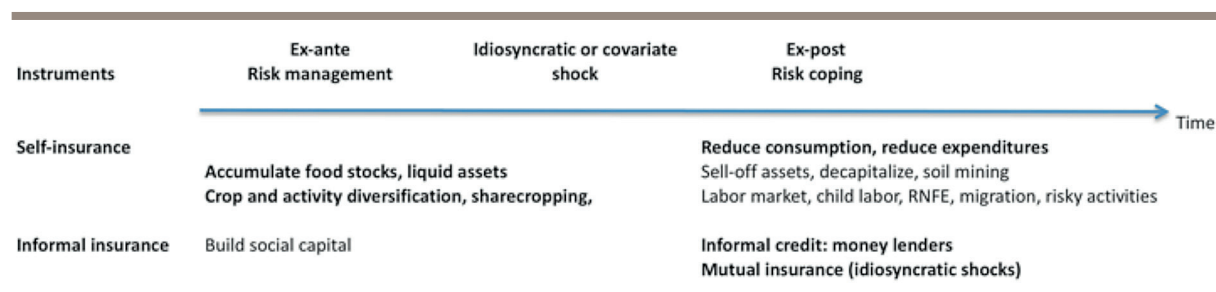 Ex-ante Idiosyncratic or covariate Ex-post
Instruments Risk management shock Risk coping
Time
Self-insurance Reduce consumption, reduce expenditures
Accumulate food stocks, liquid assets Sell-off assets, decapitalize, soil mining
Crop and activity diversification, sharecropping, Labor market, child labor, RNFE, migration, risky activities
Informal insurance Build social capital Informal credit: money lenders
Mutual insurance (idiosyncratic shocks)